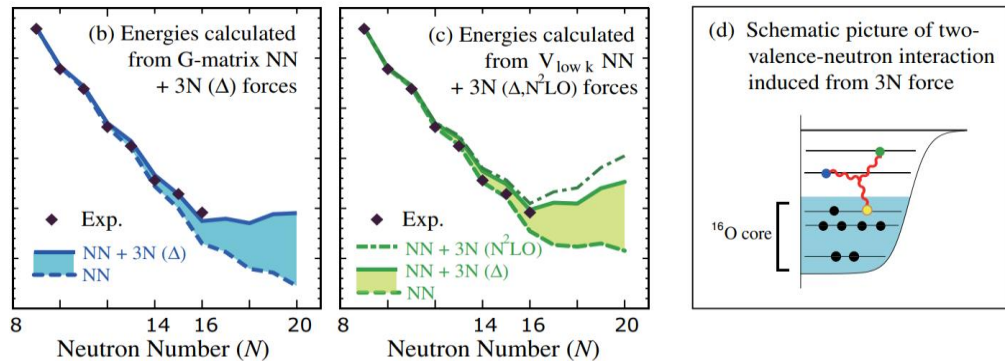 (b) Energies calculated
from G-matrix NN
+ 3N (Δ) forces
Exp.
NN + 3N (Δ)
NN
8
14
16
20
Neutron Number (N)
(c) Energies calculated
from V_low k NN
+ 3N (Δ,N²LO) forces
Exp.
NN + 3N (N²LO)
NN + 3N (Δ)
NN
8
14
16
20
Neutron Number (N)
(d) Schematic picture of two-
valence-neutron interaction
induced from 3N force
¹⁶O core